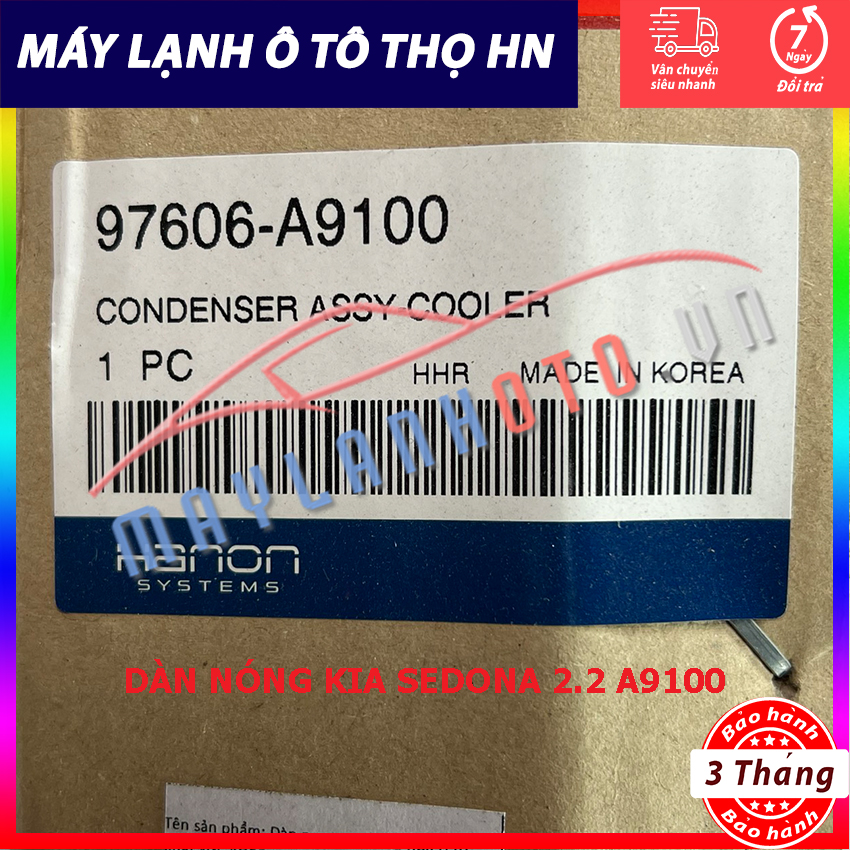 MÁY LẠNH Ô TÔ THỌ HN
Vân chuyển
siêu nhanh
7
Ngày
Đổi trả
97606-A9100
CONDENSER ASSY-COOLER
1 PC
HHR MADE IN KOREA
MAYLANHOTO.VN
Hanon
SYSTEMS
DÀN NÓNG KIA SEDONA 2.2 A9100
Bảo hành
3 Tháng
Bảo hành
Tên sản phẩm: Dàn